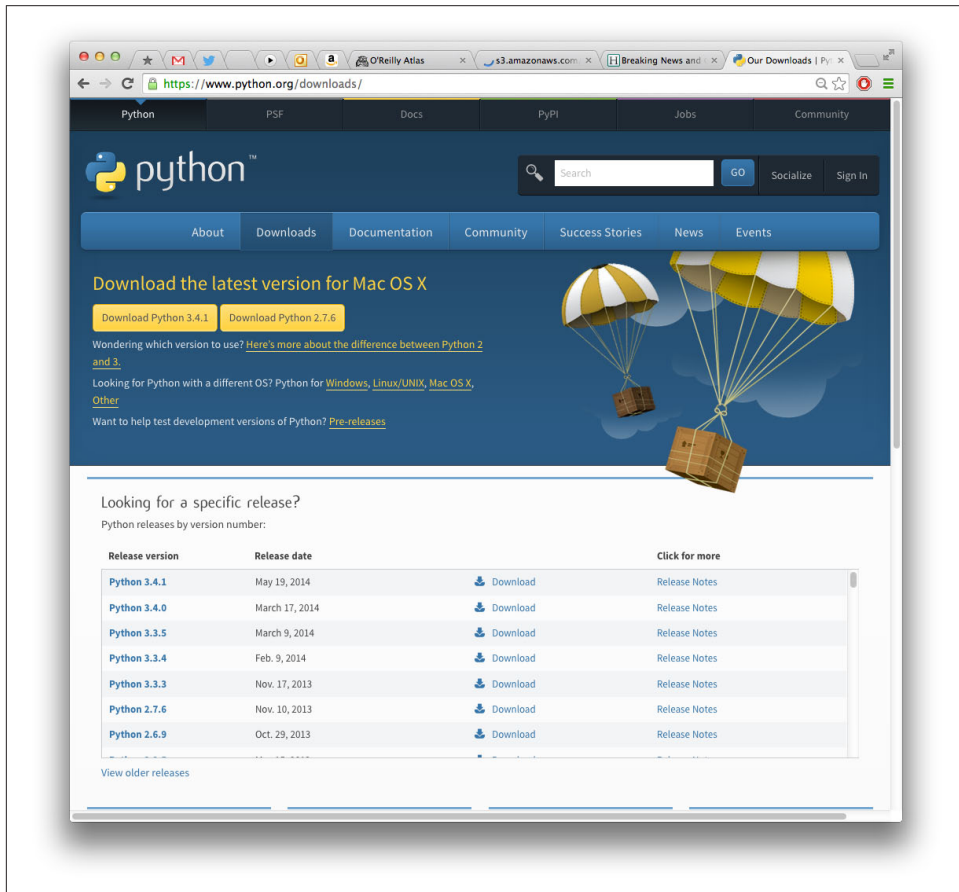 O'Reilly Atlas
s3.amazonaws.com
Breaking News and
Our Downloads | Py
https://www.python.org/downloads/
Python PSF Docs PyPI Jobs Community
python™
Search GO Socialize Sign In
About Downloads Documentation Community Success Stories News Events
Download the latest version for Mac OS X
Download Python 3.4.1 Download Python 2.7.6
Wondering which version to use? Here's more about the difference between Python 2
and 3.
Looking for Python with a different OS? Python for Windows, Linux/UNIX, Mac OS X,
Other
Want to help test development versions of Python? Pre-releases
Looking for a specific release?
Python releases by version number:
Release version Release date Click for more
Python 3.4.1 May 19, 2014 Download Release Notes
Python 3.4.0 March 17, 2014 Download Release Notes
Python 3.3.5 March 9, 2014 Download Release Notes
Python 3.3.4 Feb. 9, 2014 Download Release Notes
Python 3.3.3 Nov. 17, 2013 Download Release Notes
Python 2.7.6 Nov. 10, 2013 Download Release Notes
Python 2.6.9 Oct. 29, 2013 Download Release Notes
View older releases